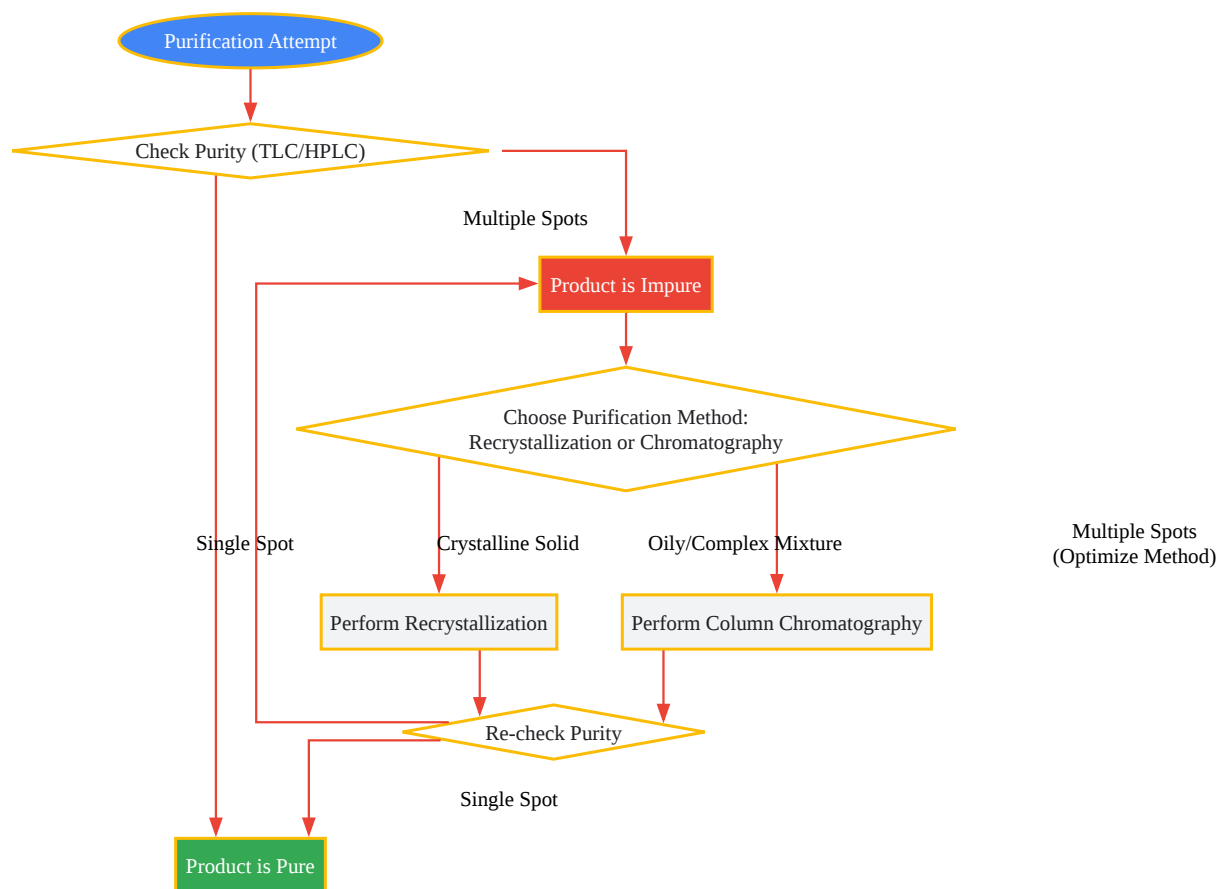 Purification Attempt
Check Purity (TLC/HPLC)
Multiple Spots
Product is Impure
Choose Purification Method:
Recrystallization or Chromatography
Single Spot
Crystalline Solid
Oily/Complex Mixture
Multiple Spots
(Optimize Method)
Perform Recrystallization
Perform Column Chromatography
Re-check Purity
Single Spot
Product is Pure